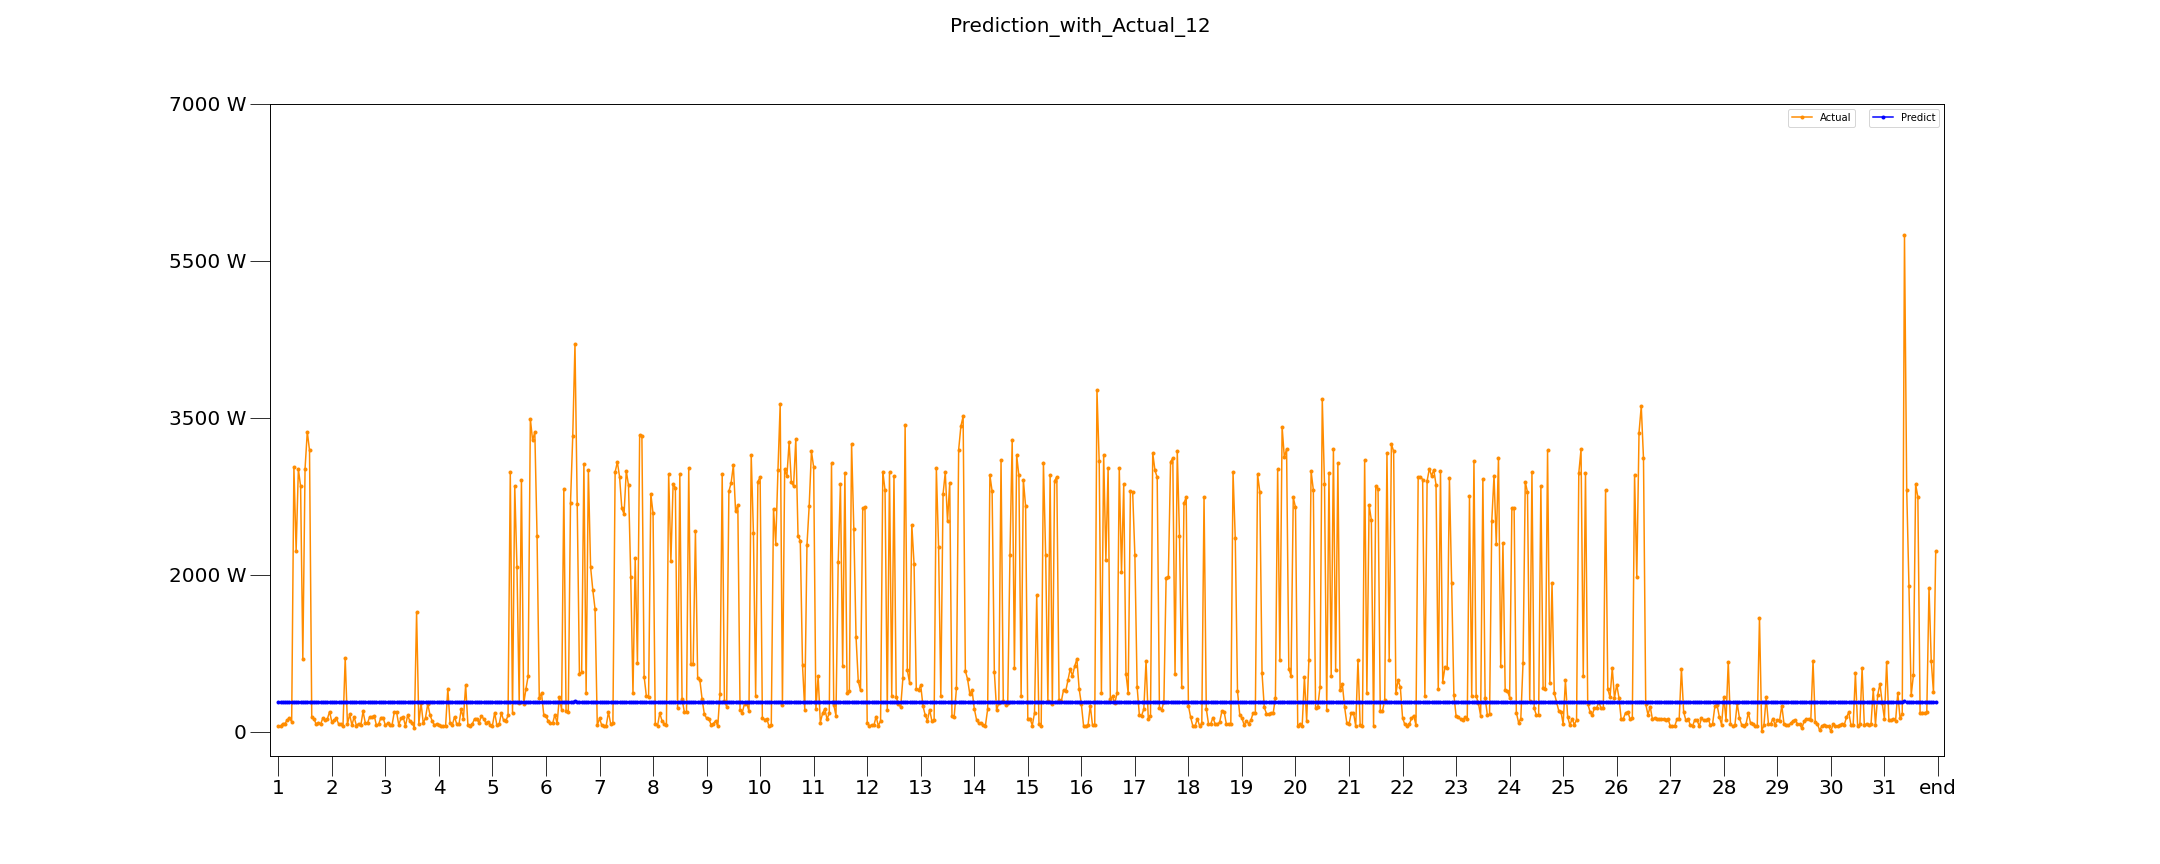 Prediction_with_Actual_12
7000 W
Actual Predict
5500 W
3500 W
2000 W
0
1 2 3 4 5 6 7 8 9 10 11 12 13 14 15 16 17 18 19 20 21 22 23 24 25 26 27 28 29 30 31 end